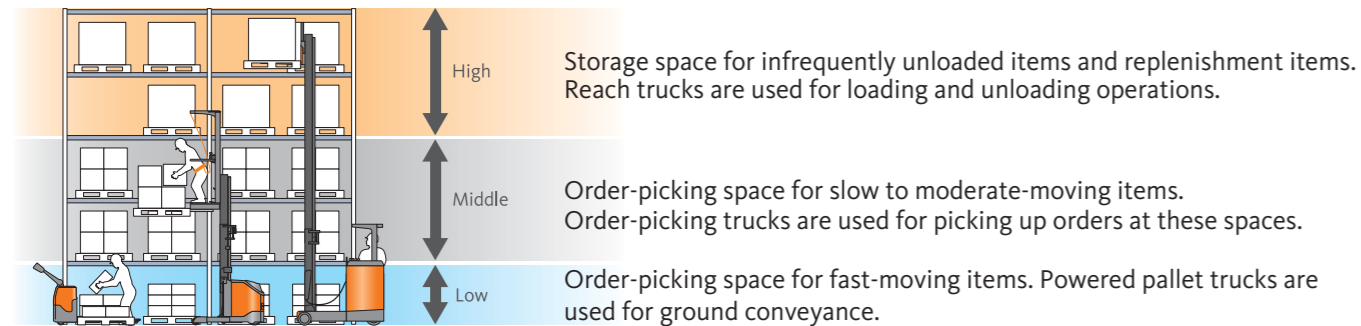 High
Storage space for infrequently unloaded items and replenishment items.
Reach trucks are used for loading and unloading operations.
Middle
Order-picking space for slow to moderate-moving items.
Order-picking trucks are used for picking up orders at these spaces.
Low
Order-picking space for fast-moving items. Powered pallet trucks are
used for ground conveyance.